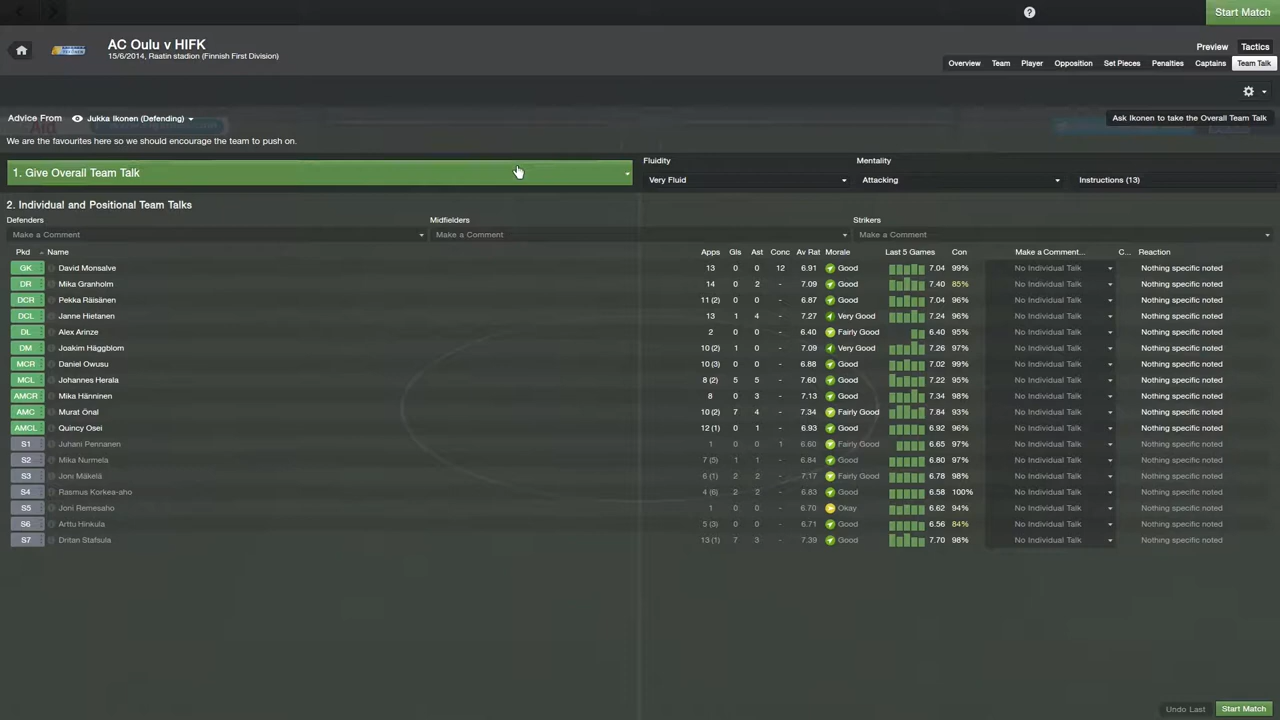 Start Match
AC Oulu v HIFK
15/6/2014, Raatin stadion (Finnish First Division)
Preview Tactics
Overview Team Player Opposition Set Pieces Penalties Captains Team Talk
Advice From Jukka Ikonen (Defending) Ask Ikonen to take the Overall Team Talk
We are the favourites here so we should encourage the team to push on.
1. Give Overall Team Talk
Fluidity Mentality
Very Fluid Attacking Instructions (13)
2. Individual and Positional Team Talks
Defenders Midfielders Strikers
Make a Comment Make a Comment Make a Comment
Pkd Name Apps Gls Ast Conc Av Rat Morale Last 5 Games Con Make a Comment... C... Reaction
GK David Monsalve 13 0 0 12 6.91 Good 7.04 99% No Individual Talk Nothing specific noted
DR Mika Granholm 14 0 2 - 7.09 Good 7.40 85% No Individual Talk Nothing specific noted
DCR Pekka Räisänen 11 (2) 0 0 - 6.87 Good 7.04 96% No Individual Talk Nothing specific noted
DCL Janne Hietanen 13 1 4 - 7.27 Very Good 7.24 96% No Individual Talk Nothing specific noted
DL Alex Arinze 2 0 0 - 6.40 Fairly Good 6.40 95% No Individual Talk Nothing specific noted
DM Joakim Häggblom 10 (2) 1 0 - 7.09 Very Good 7.26 97% No Individual Talk Nothing specific noted
MCR Daniel Owusu 10 (3) 0 0 - 6.88 Good 7.02 99% No Individual Talk Nothing specific noted
MCL Johannes Herala 8 (2) 5 5 - 7.60 Good 7.22 95% No Individual Talk Nothing specific noted
AMCR Mika Hänninen 8 0 3 - 7.13 Good 7.34 98% No Individual Talk Nothing specific noted
AMC Murat Önal 10 (2) 7 4 - 7.34 Fairly Good 7.84 93% No Individual Talk Nothing specific noted
AMCL Quincy Osei 12 (1) 0 1 - 6.93 Good 6.92 96% No Individual Talk Nothing specific noted
S1 Juhani Pennanen 1 0 0 1 6.60 Fairly Good 6.65 97% No Individual Talk Nothing specific noted
S2 Mika Nurmela 7 (5) 1 1 - 6.84 Good 6.80 97% No Individual Talk Nothing specific noted
S3 Joni Mäkelä 6 (1) 2 2 - 7.17 Fairly Good 6.78 98% No Individual Talk Nothing specific noted
S4 Rasmus Korkea-aho 4 (6) 2 2 - 6.83 Good 6.58 100% No Individual Talk Nothing specific noted
S5 Joni Remesaho 1 0 0 - 6.70 Okay 6.62 94% No Individual Talk Nothing specific noted
S6 Arttu Hinkula 5 (3) 0 0 - 6.71 Good 6.56 84% No Individual Talk Nothing specific noted
S7 Dritan Stafsula 13 (1) 7 3 - 7.39 Good 7.70 98% No Individual Talk Nothing specific noted
Undo Last Start Match